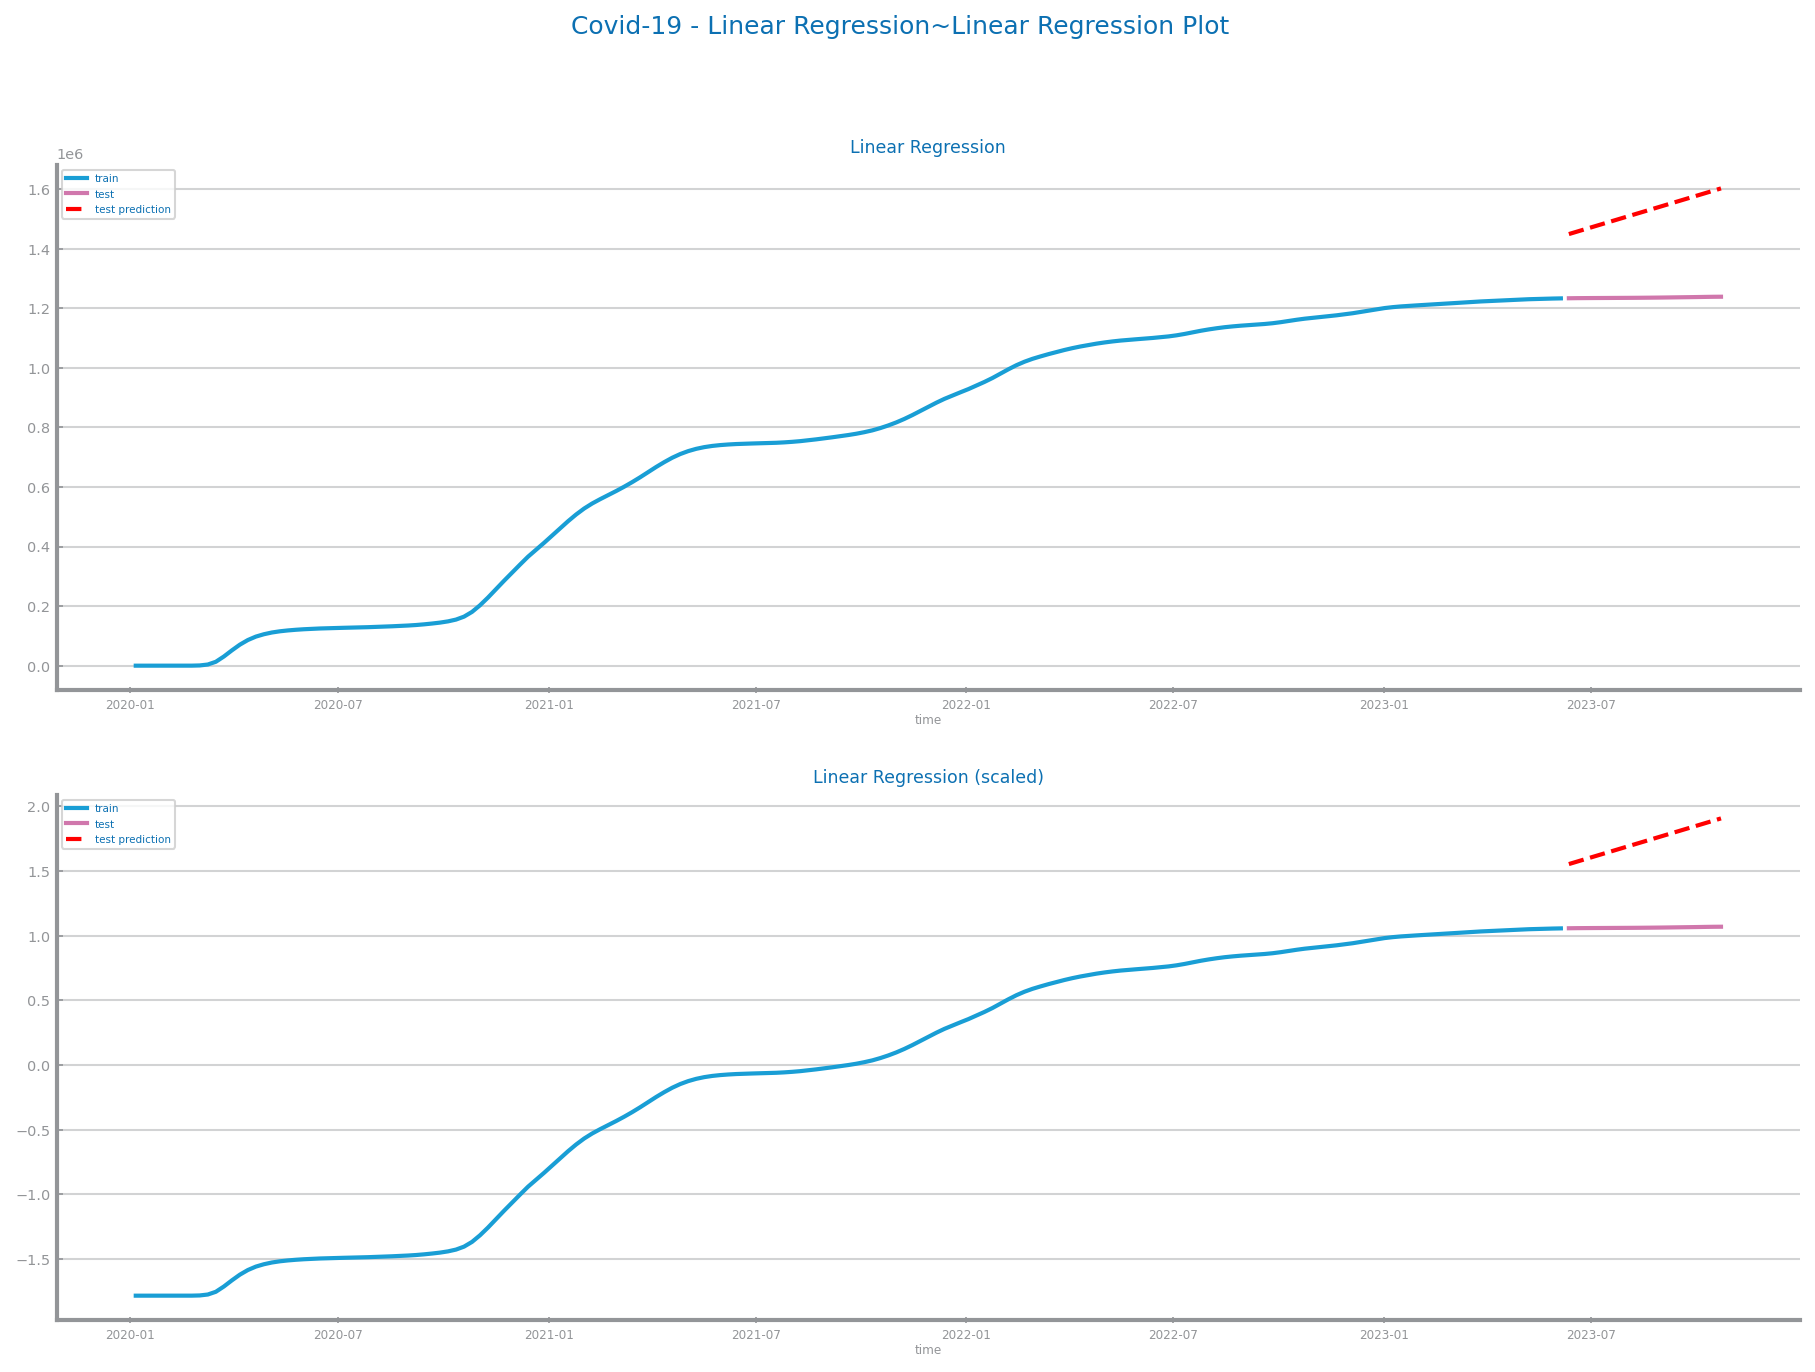 Covid-19 - Linear Regression~Linear Regression Plot
Linear Regression
1e6
train
test
test prediction
1.6
1.4
1.2
1.0
0.8
0.6
0.4
0.2
0.0
2020-01 2020-07 2021-01 2021-07 2022-01 2022-07 2023-01 2023-07
time
Linear Regression (scaled)
train
test
test prediction
2.0
1.5
1.0
0.5
0.0
−0.5
−1.0
−1.5
2020-01 2020-07 2021-01 2021-07 2022-01 2022-07 2023-01 2023-07
time